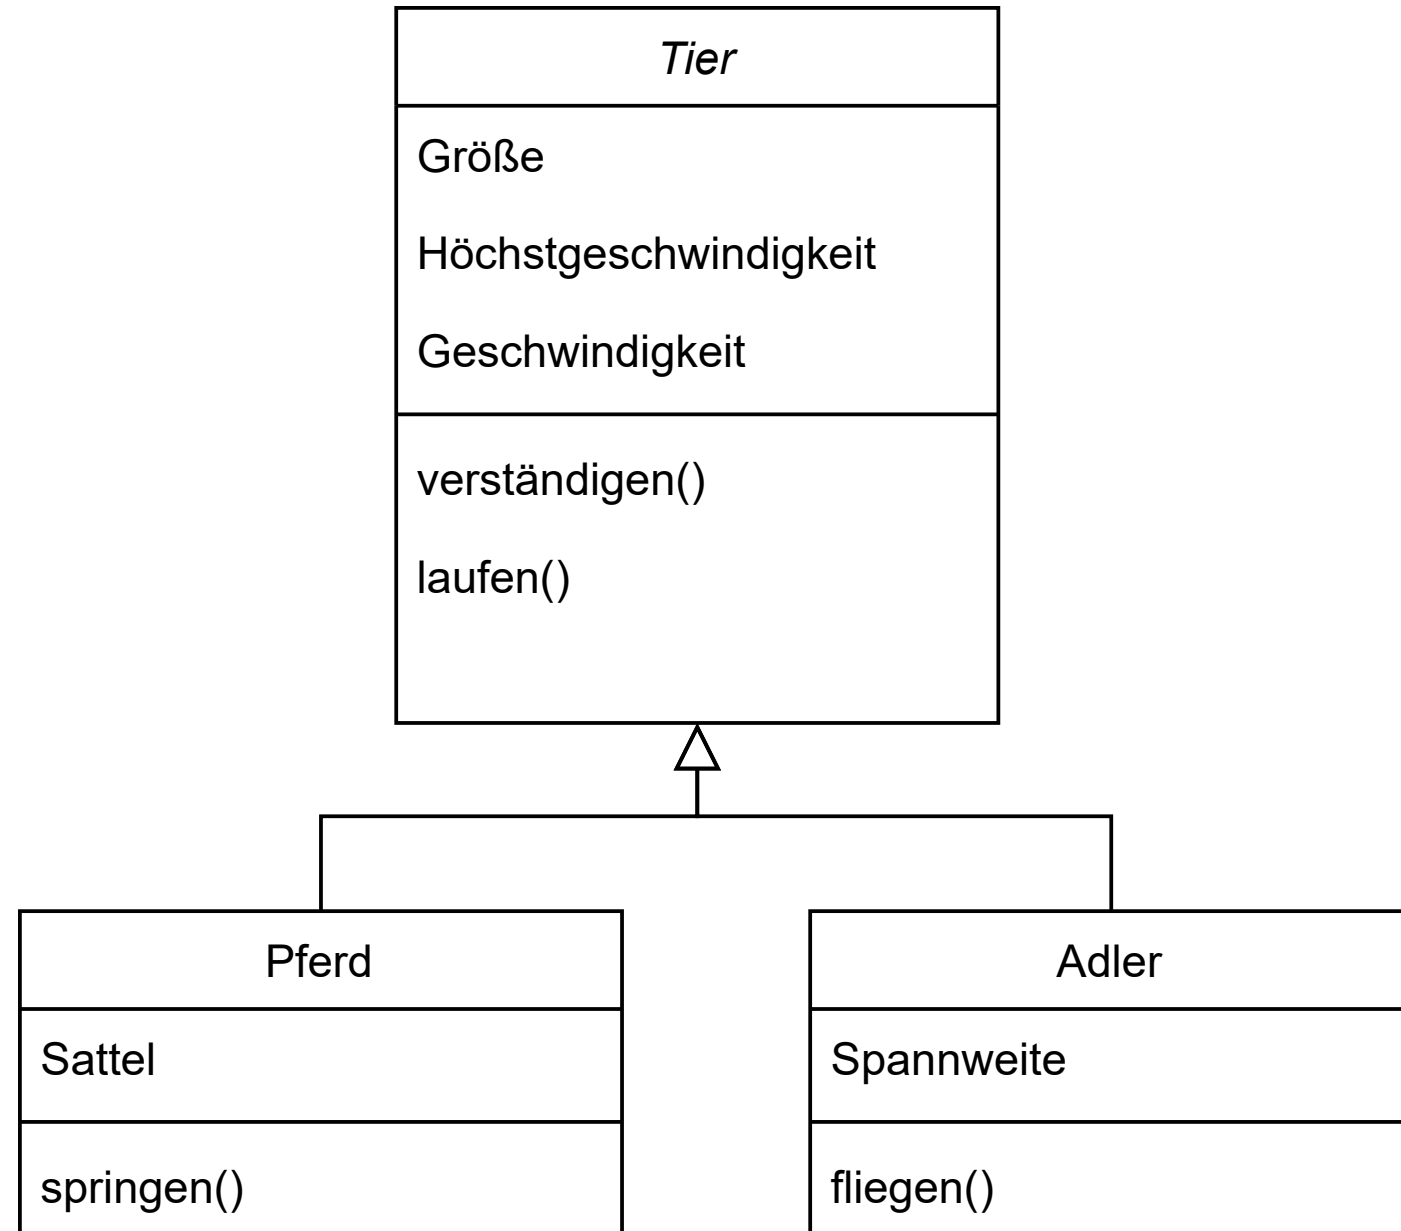 Tier
Größe
Höchstgeschwindigkeit
Geschwindigkeit
verständigen()
laufen()
Pferd
Sattel
springen()
Adler
Spannweite
fliegen()